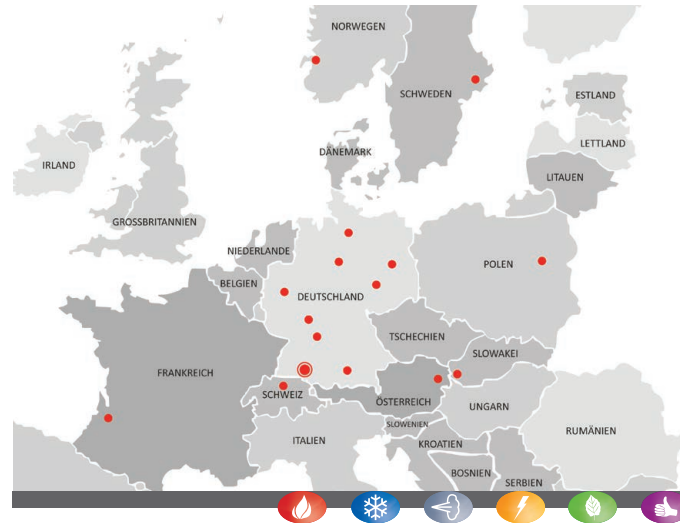 NORWEGEN
SCHWEDEN
ESTLAND
LETTLAND
DÄNEMARK
IRLAND
LITAUEN
GROSSBRITANNIEN
NIEDERLANDE
POLEN
BELGIEN
DEUTSCHLAND
TSCHECHIEN
SLOWAKEI
FRANKREICH
SCHWEIZ
ÖSTERREICH
UNGARN
SLOWENIEN
RUMÄNIEN
ITALIEN
KROATIEN
BOSNIEN
SERBIEN